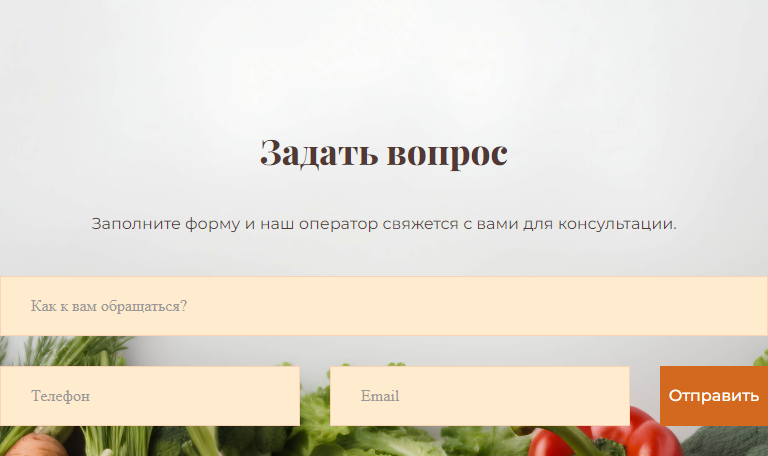 Задать вопрос
Заполните форму и наш оператор свяжется с вами для консультации.
Как к вам обращаться?
Телефон
Email
Отправить